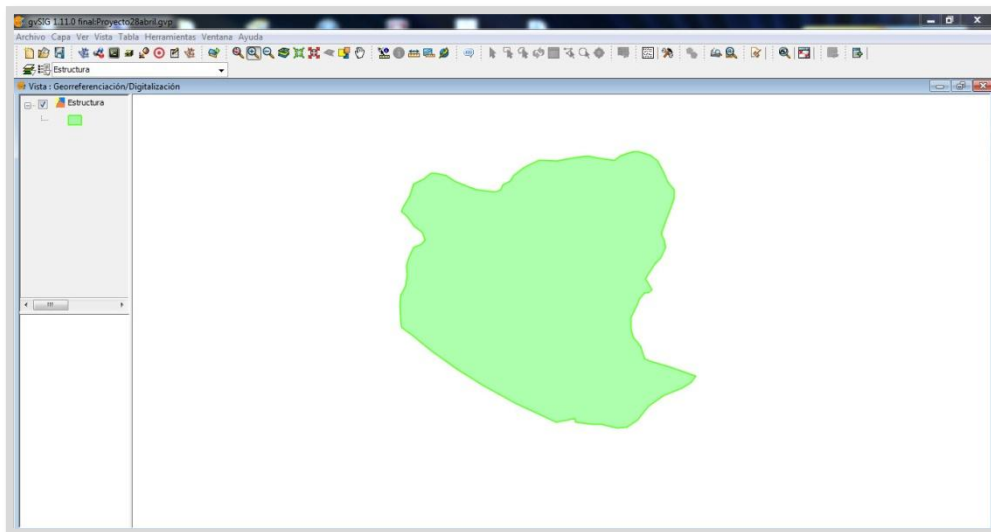 gvSIG 1.11.0 final:Proyecto28abril.gvp
Archivo Capa Ver Vista Tabla Herramientas Ventana Ayuda
Estructura
Vista : Georreferenciación/Digitalización
Estructura